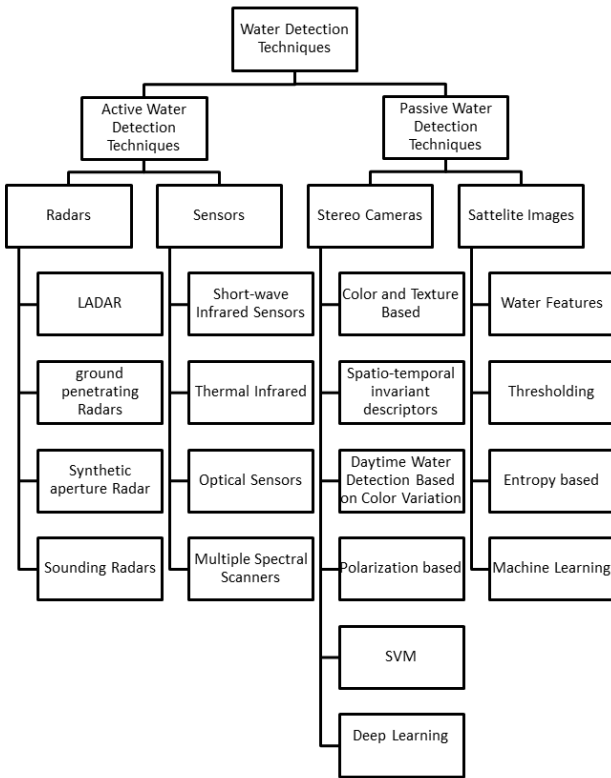 Water Detection
Techniques
Active Water
Detection
Techniques
Passive Water
Detection
Techniques
Radars
Sensors
Stereo Cameras
Sattelite Images
LADAR
Short-wave
Infrared Sensors
Color and Texture
Based
Water Features
ground
penetrating
Radars
Thermal Infrared
Spatio-temporal
invariant
descriptors
Thresholding
Synthetic
aperture Radar
Optical Sensors
Daytime Water
Detection Based
on Color Variation
Entropy based
Sounding Radars
Multiple Spectral
Scanners
Polarization based
Machine Learning
SVM
Deep Learning